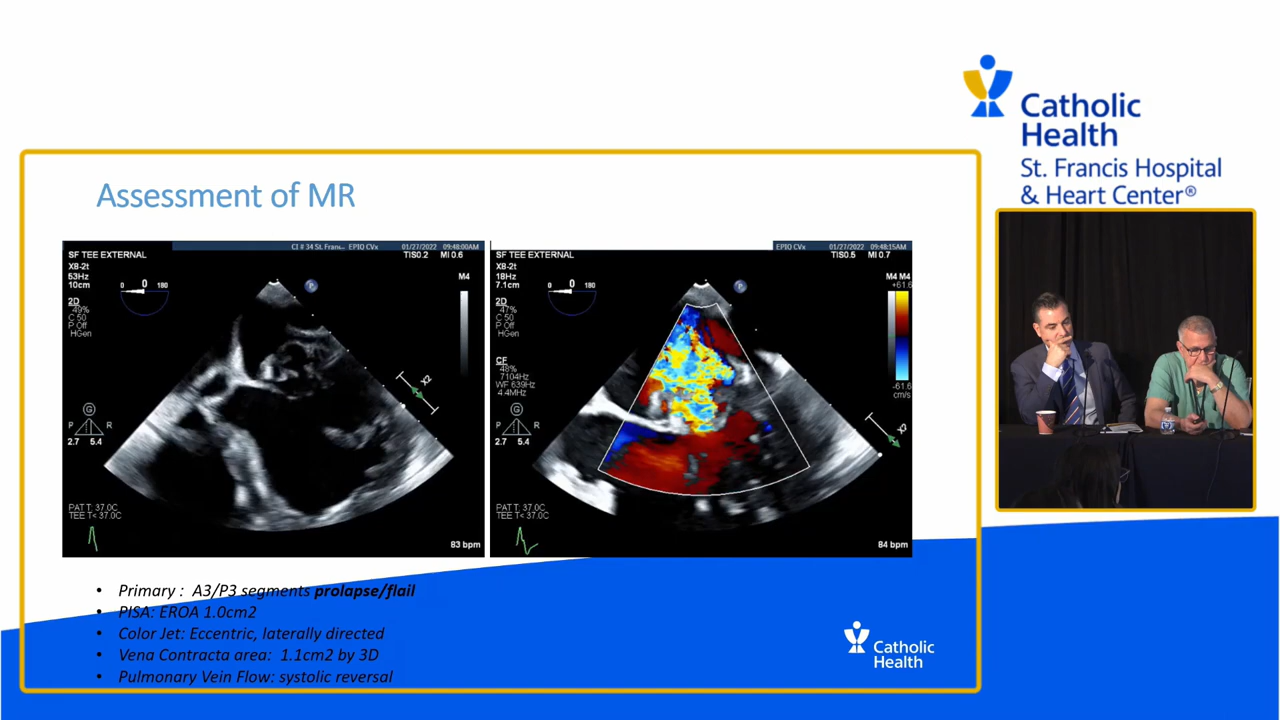 Catholic
Health
St. Francis Hospital
& Heart Center®
Assessment of MR
SF TEE EXTERNAL
X8-2t
53Hz
10cm
2D
49%
C 50
P Off
HGen
CI # 34 St. Franc... EPIQ CVx 01/27/2022 09:48:00AM
TIS0.2 MI 0.6
M4
0 0 180
P
X2
G
P R
2.7 5.4
PAT T: 37.0C
TEE T< 37.0C
83 bpm
SF TEE EXTERNAL
X8-2t
18Hz
7.1cm
2D
47%
C 50
P Off
HGen
CF
48%
7104Hz
WF 639Hz
4.4MHz
EPIQ CVx 01/27/2022 09:48:15AM
TIS0.5 MI 0.7
M4 M4
+61.6
-61.6
cm/s
0 0 180
P
G
P R
2.7 5.4
PAT T: 37.0C
TEE T< 37.0C
84 bpm
• Primary : A3/P3 segments prolapse/flail
• PISA: EROA 1.0cm2
• Color Jet: Eccentric, laterally directed
• Vena Contracta area: 1.1cm2 by 3D
• Pulmonary Vein Flow: systolic reversal
Catholic
Health